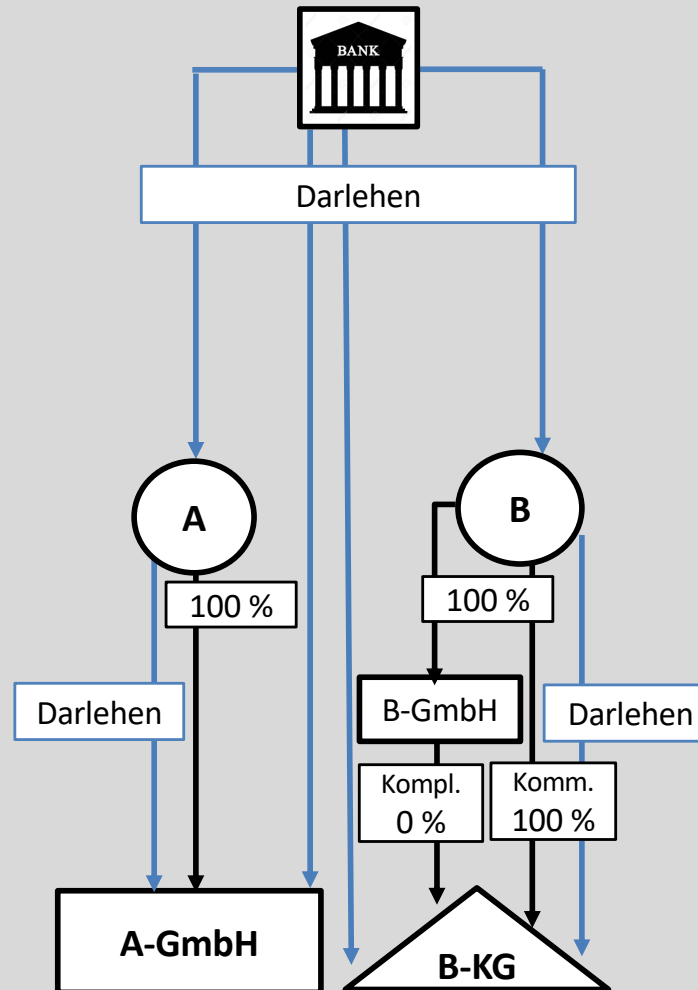 BANK
Darlehen
A
B
100 %
100 %
Darlehen
B-GmbH
Darlehen
Kompl.
0 %
Komm.
100 %
A-GmbH
B-KG